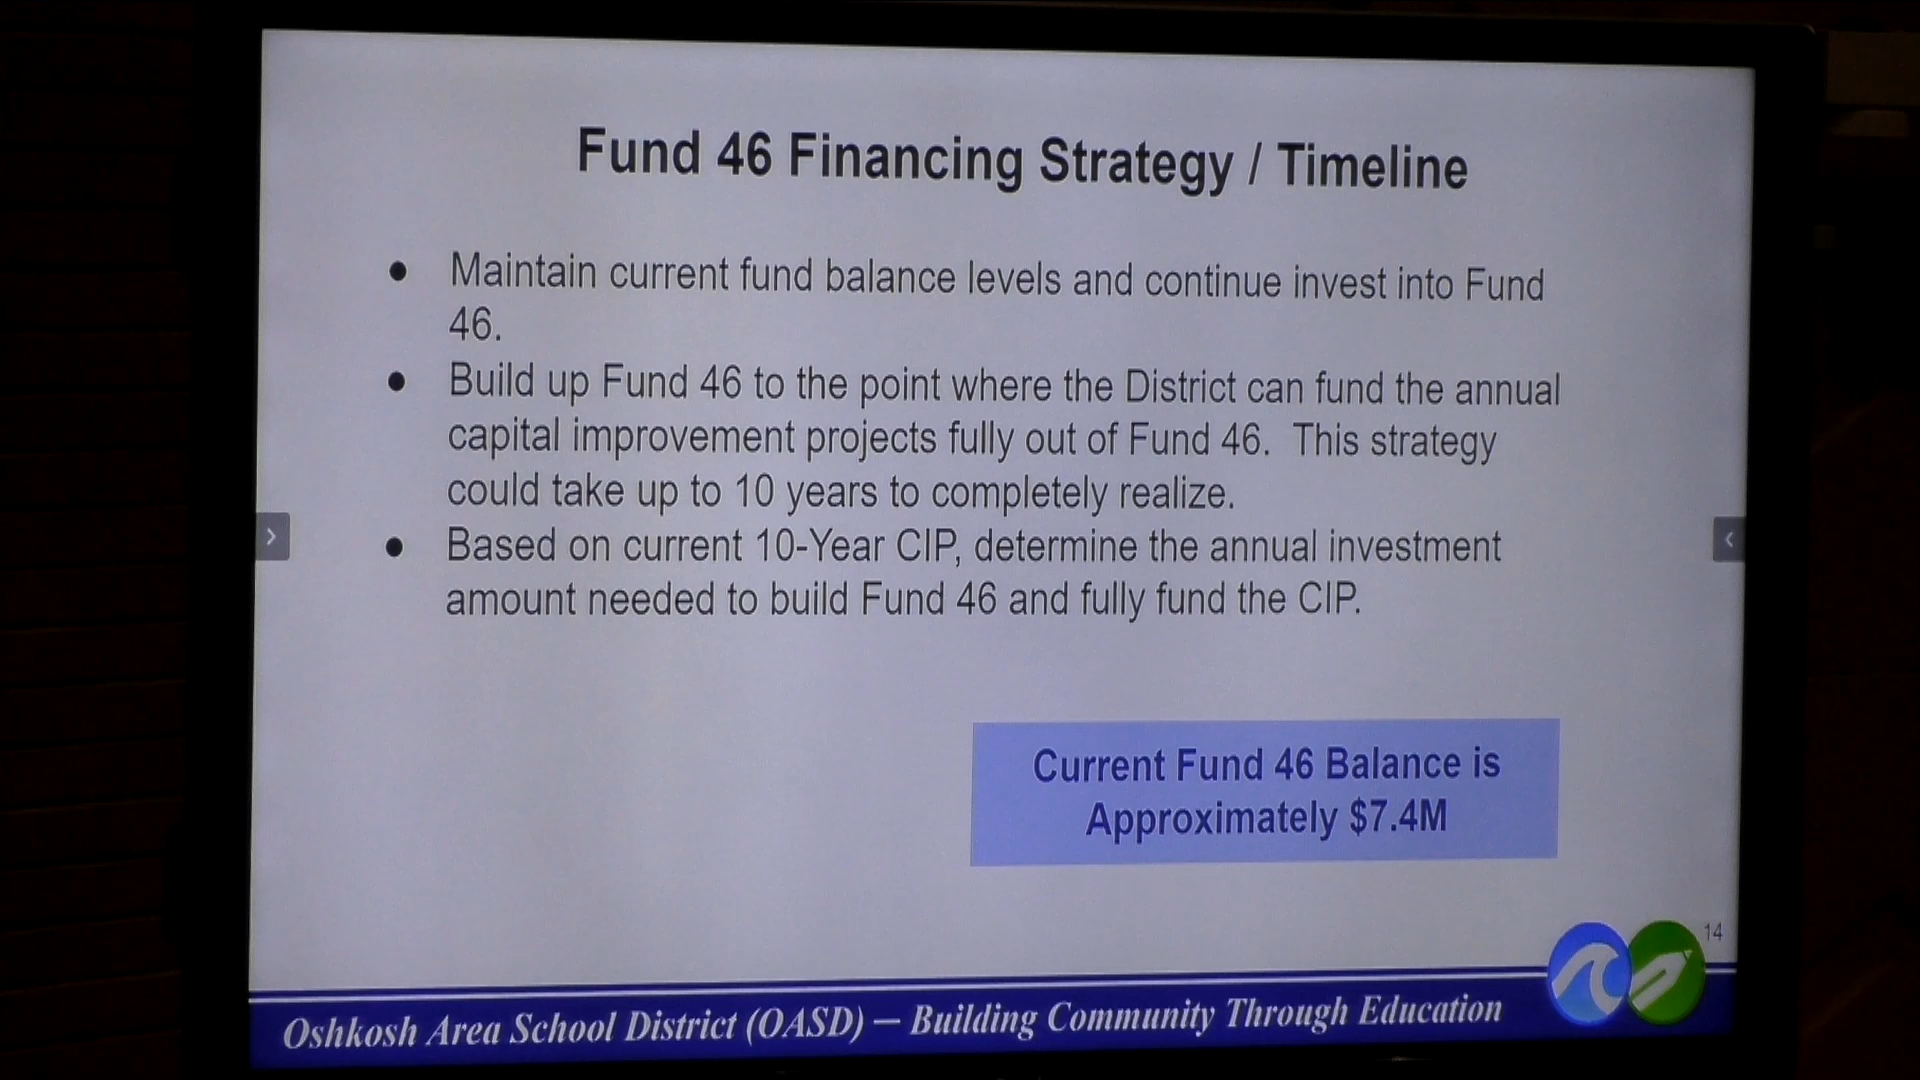 Fund 46 Financing Strategy / Timeline
● Maintain current fund balance levels and continue invest into Fund
46.
● Build up Fund 46 to the point where the District can fund the annual
capital improvement projects fully out of Fund 46. This strategy
could take up to 10 years to completely realize.
● Based on current 10-Year CIP, determine the annual investment
amount needed to build Fund 46 and fully fund the CIP.
Current Fund 46 Balance is
Approximately $7.4M
14
Oshkosh Area School District (OASD) — Building Community Through Education